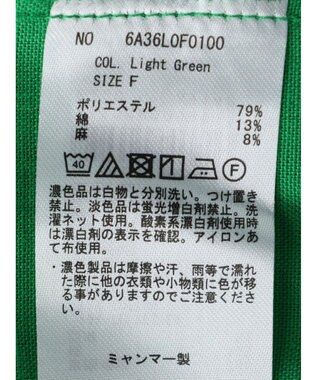 NO 6A36L0F0100
COL. Light Green
SIZE F
ポリエステル 79%
綿 13%
麻 8%
40 F
濃色品は白物と分別洗い。つけ置き
禁止。淡色品は蛍光増白剤禁止。洗
濯ネット使用。酸素系漂白剤使用時
は漂白剤の表示を確認。アイロンあ
て布使用。
・濃色製品は摩擦や汗、雨等で濡れ
た際に他の衣類や小物類に色が移
る事がありますのでご注意くださ
い。
ミャンマー製